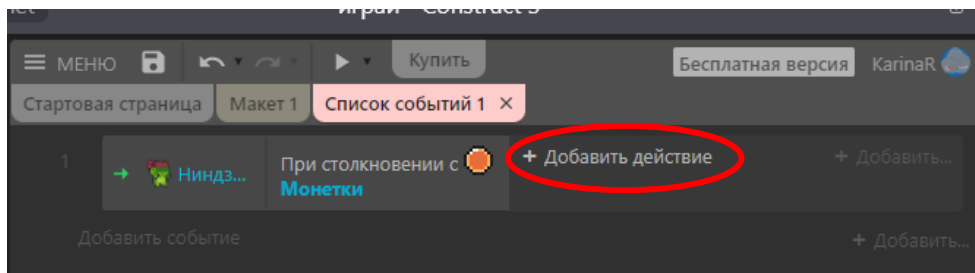 играй - Construct 3
МЕНЮ Купить Бесплатная версия KarinaR
Стартовая страница Макет 1 Список событий 1 ×
1 Ниндз... При столкновении с + Добавить действие + Добавить...
Монетки
Добавить событие + Добавить...